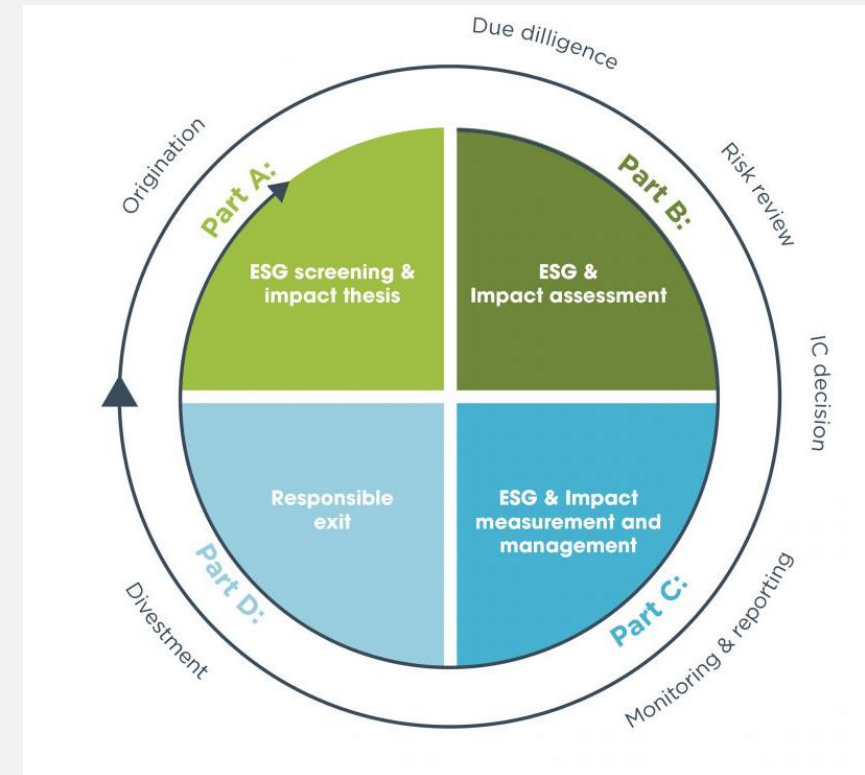 Due dilligence
Origination
Part A:
Part B:
Risk review
ESG screening &
impact thesis
ESG &
Impact assessment
IC decision
Responsible
exit
ESG & Impact
measurement and
management
Part D:
Part C:
Divestment
Monitoring & reporting